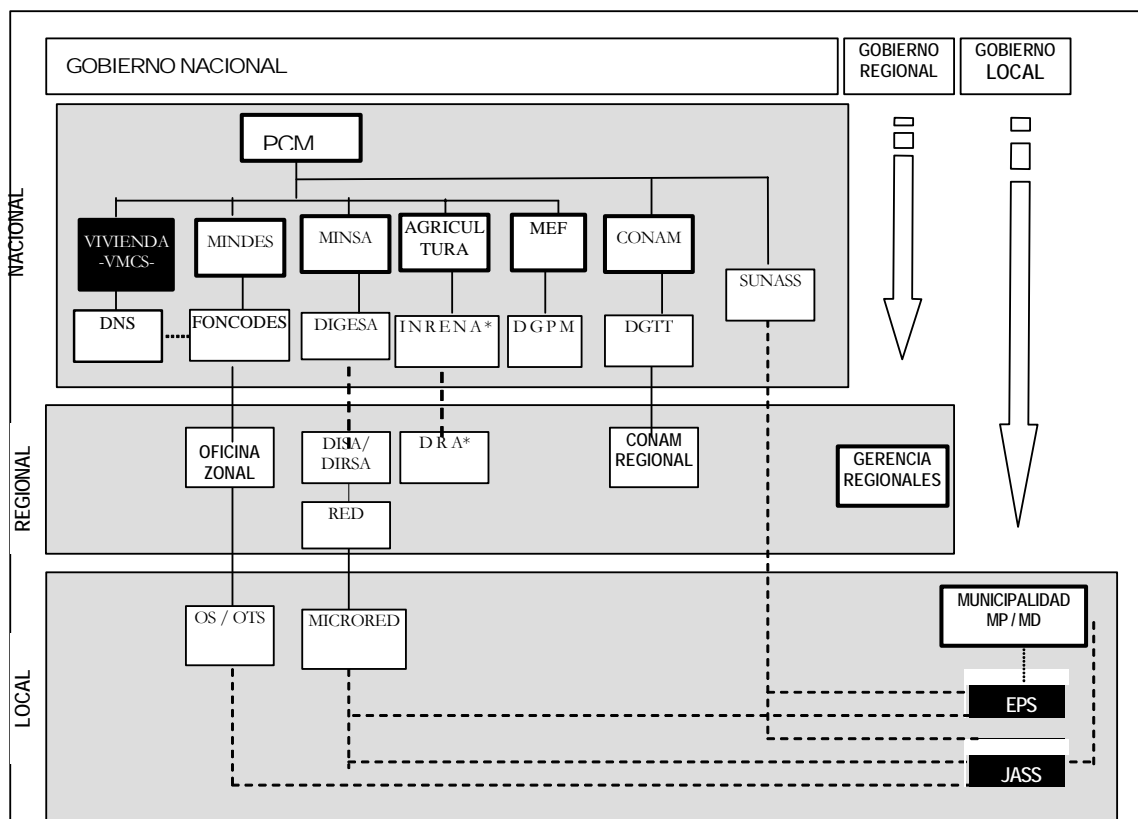 GOBIERNO NACIONAL
GOBIERNO
REGIONAL
GOBIERNO
LOCAL
NACIONAL
PCM
VIVIENDA
-VMCS-
MINDES
MINSA
AGRICUL
TURA
MEF
CONAM
SUNASS
DNS
FONCODES
DIGESA
INRENA*
DGPM
DGTT
REGIONAL
OFICINA
ZONAL
DISA/
DIRSA
DRA*
CONAM
REGIONAL
GERENCIA
REGIONALES
RED
LOCAL
OS / OTS
MICRORED
MUNICIPALIDAD
MP / MD
EPS
JASS